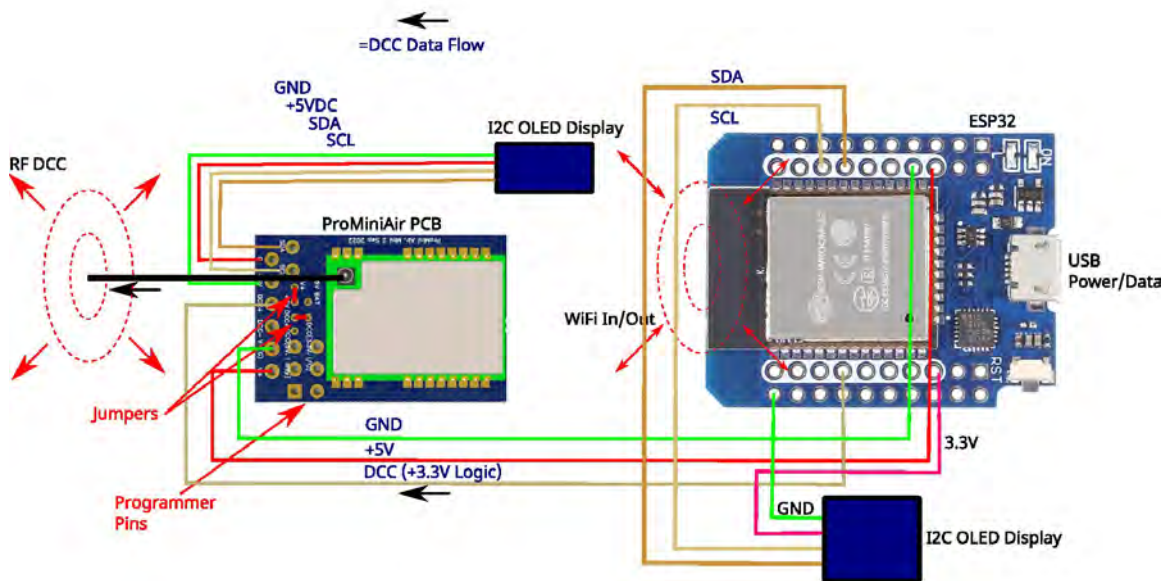 =DCC Data Flow
GND
+5VDC
SDA
SCL
I2C OLED Display
RF DCC
ProMiniAir PCB
SDA
SCL
ESP32
ON
USB
Power/Data
WiFi In/Out
RST
Jumpers
GND
+5V
DCC (+3.3V Logic)
3.3V
Programmer
Pins
GND
I2C OLED Display